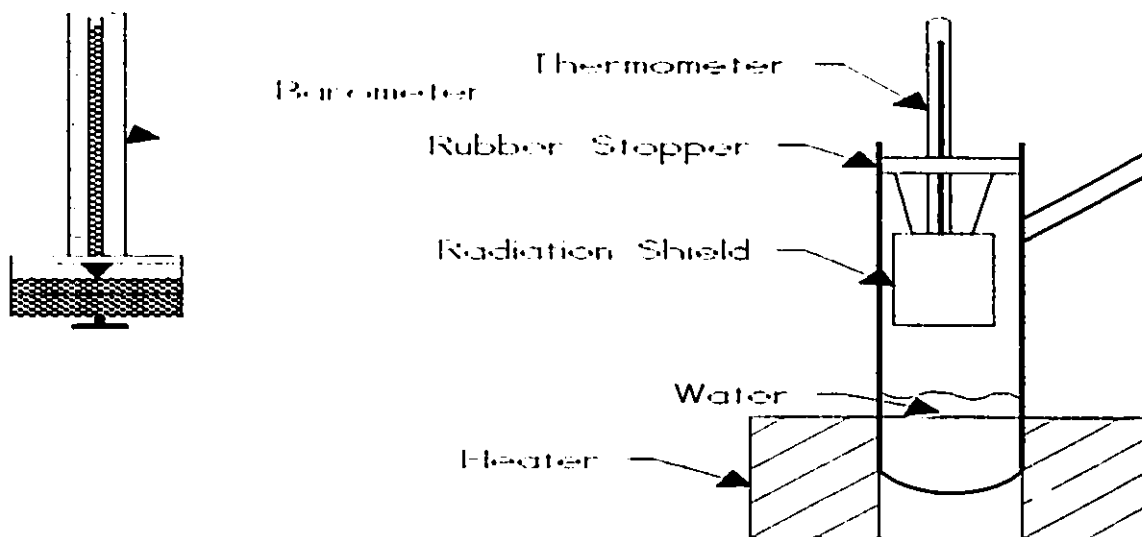 Thermometer
Barometer
Rubber Stopper
Radiation Shield
Water
Heater